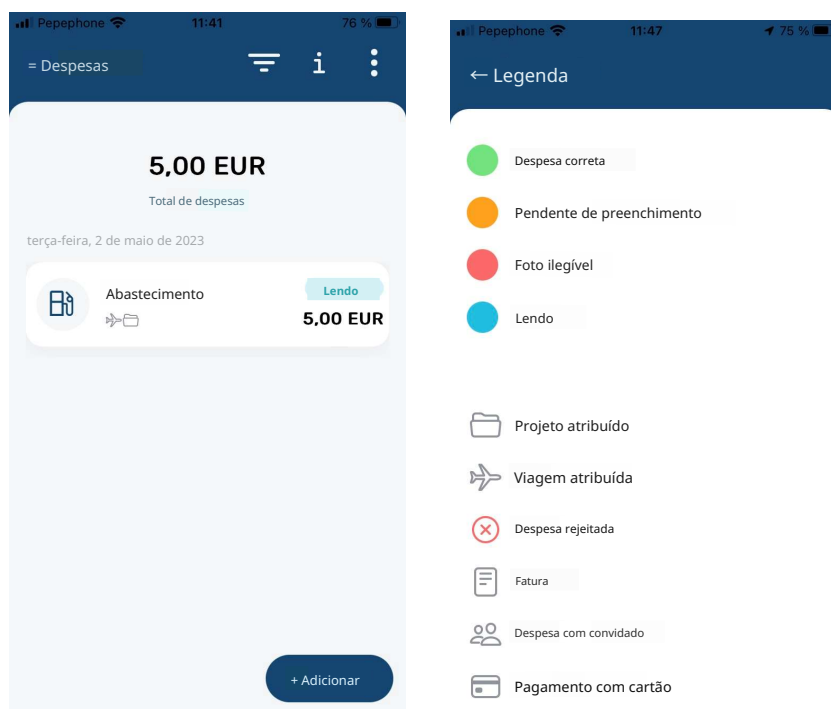 Pepephone 11:41 76 %
= Despesas
5,00 EUR
Total de despesas
terça-feira, 2 de maio de 2023
Abastecimento
Lendo
5,00 EUR
+ Adicionar
Pepephone 11:47 75 %
← Legenda
Despesa correta
Pendente de preenchimento
Foto ilegível
Lendo
Projeto atribuído
Viagem atribuída
Despesa rejeitada
Fatura
Despesa com convidado
Pagamento com cartão